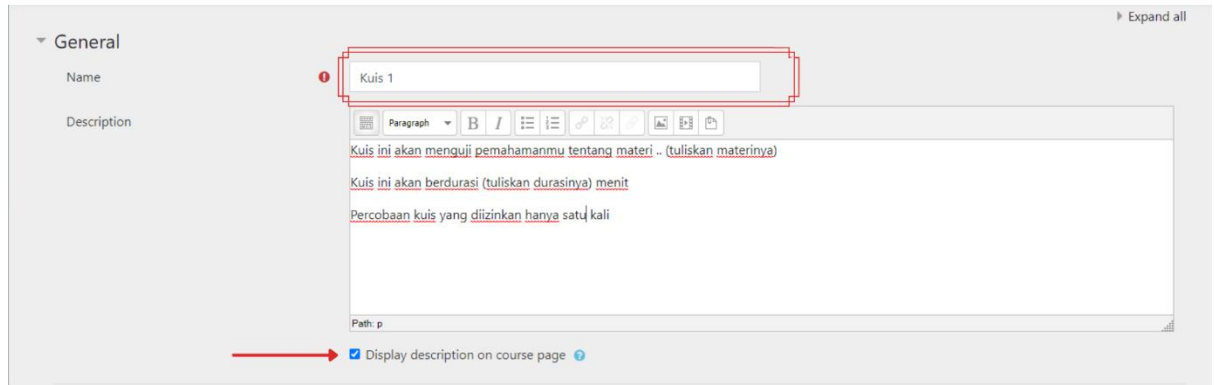 Expand all
General
Name
Kuis 1
Description
Paragraph B I
Kuis ini akan menguji pemahamanmu tentang materi .. (tuliskan materinya)
Kuis ini akan berdurasi (tuliskan durasinya) menit
Percobaan kuis yang diizinkan hanya satu kali
Path: p
Display description on course page